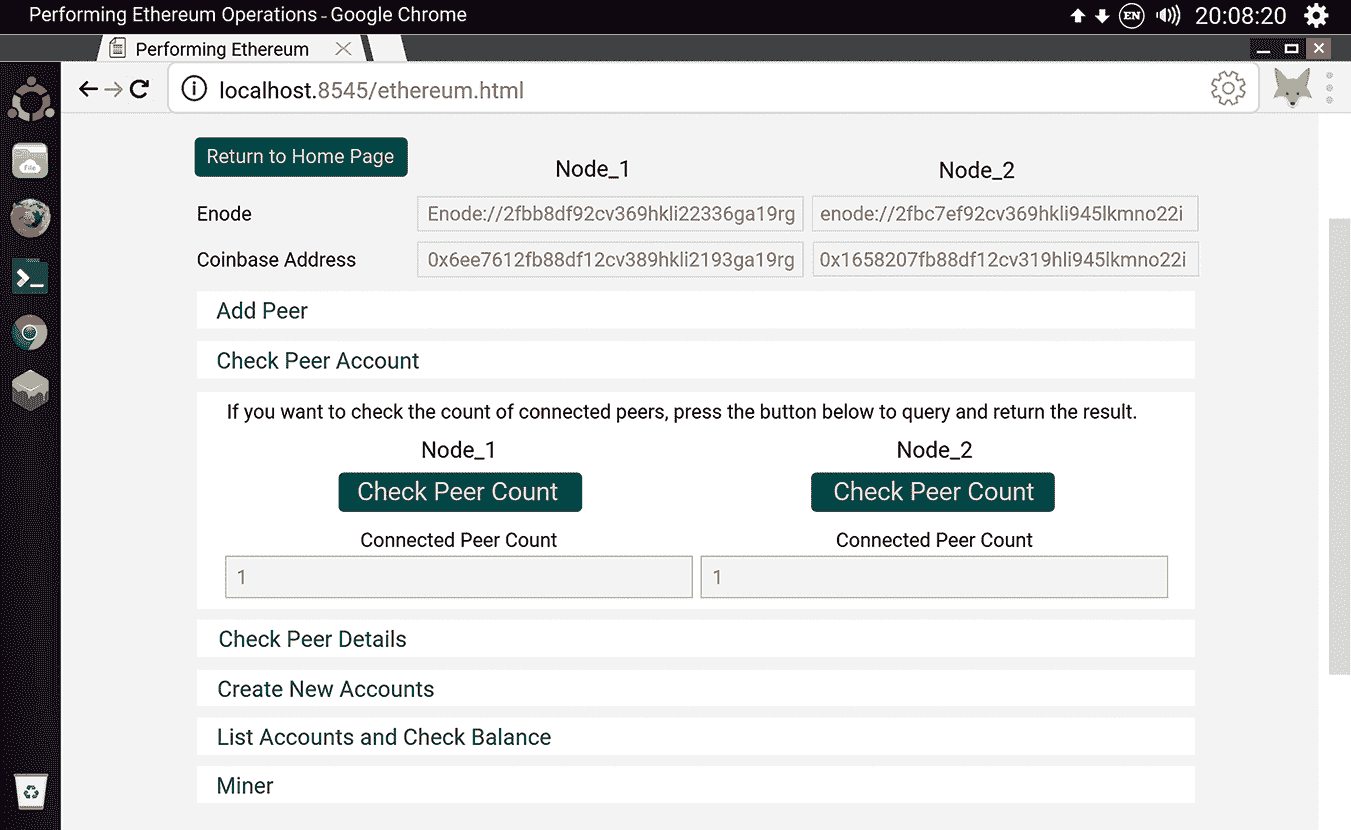 Performing Ethereum Operations - Google Chrome
EN
20:08:20
Performing Ethereum
localhost.8545/ethereum.html
File
Return to Home Page
Node_1
Node_2
Enode
Enode://2fbb8df92cv369hkli22336ga19rg
enode://2fbc7ef92cv369hkli945lkmno22i
Coinbase Address
0x6ee7612fb88df12cv389hkli2193ga19rg
0x1658207fb88df12cv319hli945lkmno22i
Add Peer
Check Peer Account
If you want to check the count of connected peers, press the button below to query and return the result.
Node_1
Node_2
Check Peer Count
Check Peer Count
Connected Peer Count
Connected Peer Count
1
1
Check Peer Details
Create New Accounts
List Accounts and Check Balance
Miner